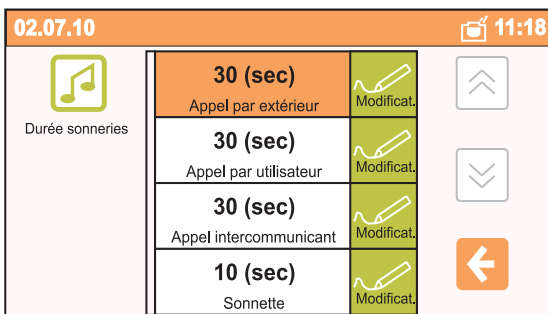 02.07.10
11:18
Durée sonneries
30 (sec)
Appel par extérieur
Modificat.
30 (sec)
Appel par utilisateur
Modificat.
30 (sec)
Appel intercommunicant
Modificat.
10 (sec)
Sonnette
Modificat.